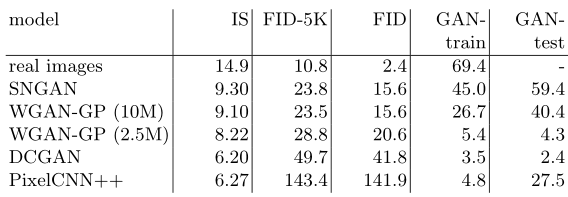 model IS FID-5K FID GAN- GAN-
train test
real images 14.9 10.8 2.4 69.4 -
SNGAN 9.30 23.8 15.6 45.0 59.4
WGAN-GP (10M) 9.10 23.5 15.6 26.7 40.4
WGAN-GP (2.5M) 8.22 28.8 20.6 5.4 4.3
DCGAN 6.20 49.7 41.8 3.5 2.4
PixelCNN++ 6.27 143.4 141.9 4.8 27.5